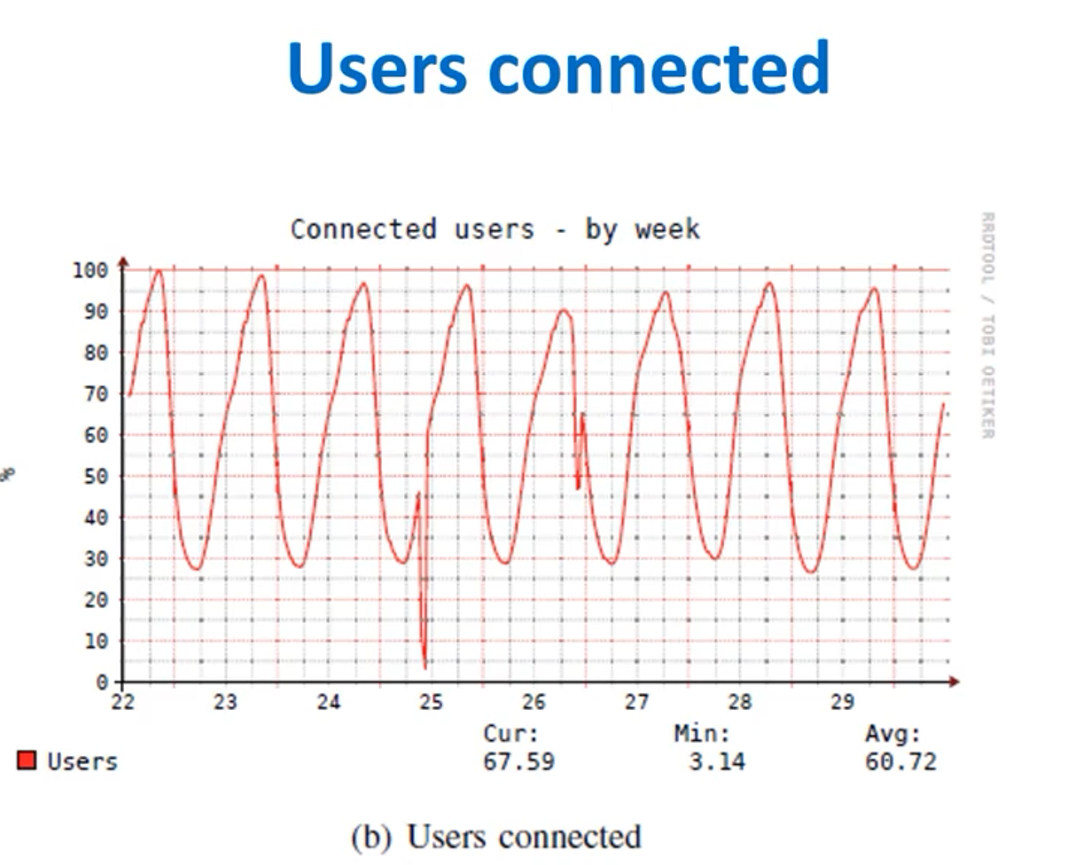 Users connected
Connected users - by week
RRDTOOL / TOBI OETIKER
100
90
80
70
60
50
40
30
20
10
0
%
22 23 24 25 26 27 28 29
Cur: Min: Avg:
Users 67.59 3.14 60.72
(b) Users connected